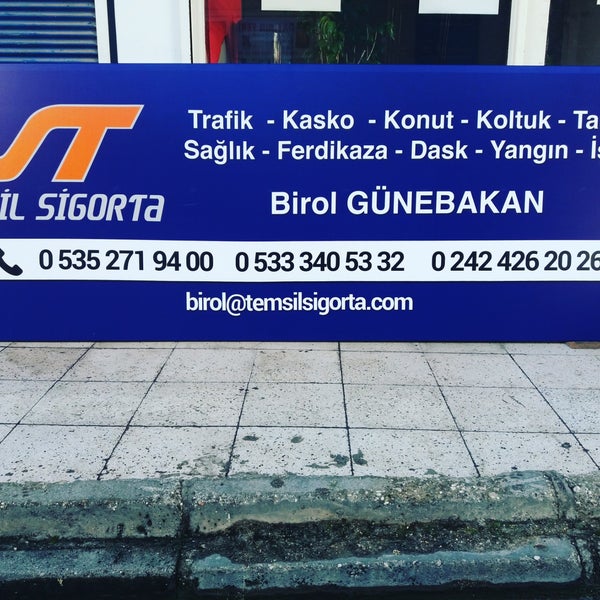 Trafik - Kasko - Konut - Koltuk - Ta
Sağlık - Ferdikaza - Dask - Yangın - İş
ST
İL SİGORTA
Birol GÜNEBAKAN
0 535 271 94 00 0 533 340 53 32 0 242 426 20 26
birol@temsilsigorta.com